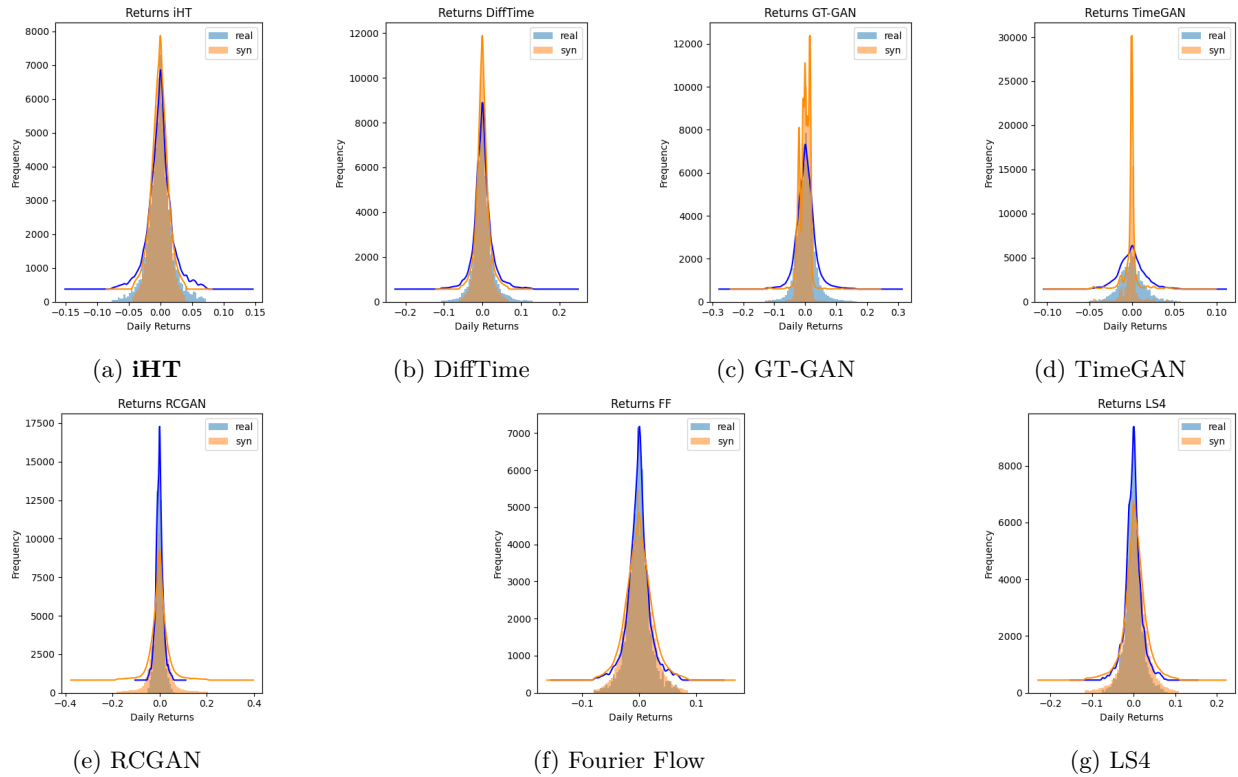 Returns iHT
real
syn
8000
7000
6000
5000
4000
3000
2000
1000
0
Frequency
−0.15 −0.10 −0.05 0.00 0.05 0.10 0.15
Daily Returns
(a) iHT
Returns DiffTime
real
syn
12000
10000
8000
6000
4000
2000
0
Frequency
−0.2 −0.1 0.0 0.1 0.2
Daily Returns
(b) DiffTime
Returns GT-GAN
real
syn
12000
10000
8000
6000
4000
2000
0
Frequency
−0.3 −0.2 −0.1 0.0 0.1 0.2 0.3
Daily Returns
(c) GT-GAN
Returns TimeGAN
real
syn
30000
25000
20000
15000
10000
5000
0
Frequency
−0.10 −0.05 0.00 0.05 0.10
Daily Returns
(d) TimeGAN
Returns RCGAN
real
syn
17500
15000
12500
10000
7500
5000
2500
0
Frequency
−0.4 −0.2 0.0 0.2 0.4
Daily Returns
(e) RCGAN
Returns FF
real
syn
7000
6000
5000
4000
3000
2000
1000
0
Frequency
−0.1 0.0 0.1
Daily Returns
(f) Fourier Flow
Returns LS4
real
syn
8000
6000
4000
2000
0
Frequency
−0.2 −0.1 0.0 0.1 0.2
Daily Returns
(g) LS4